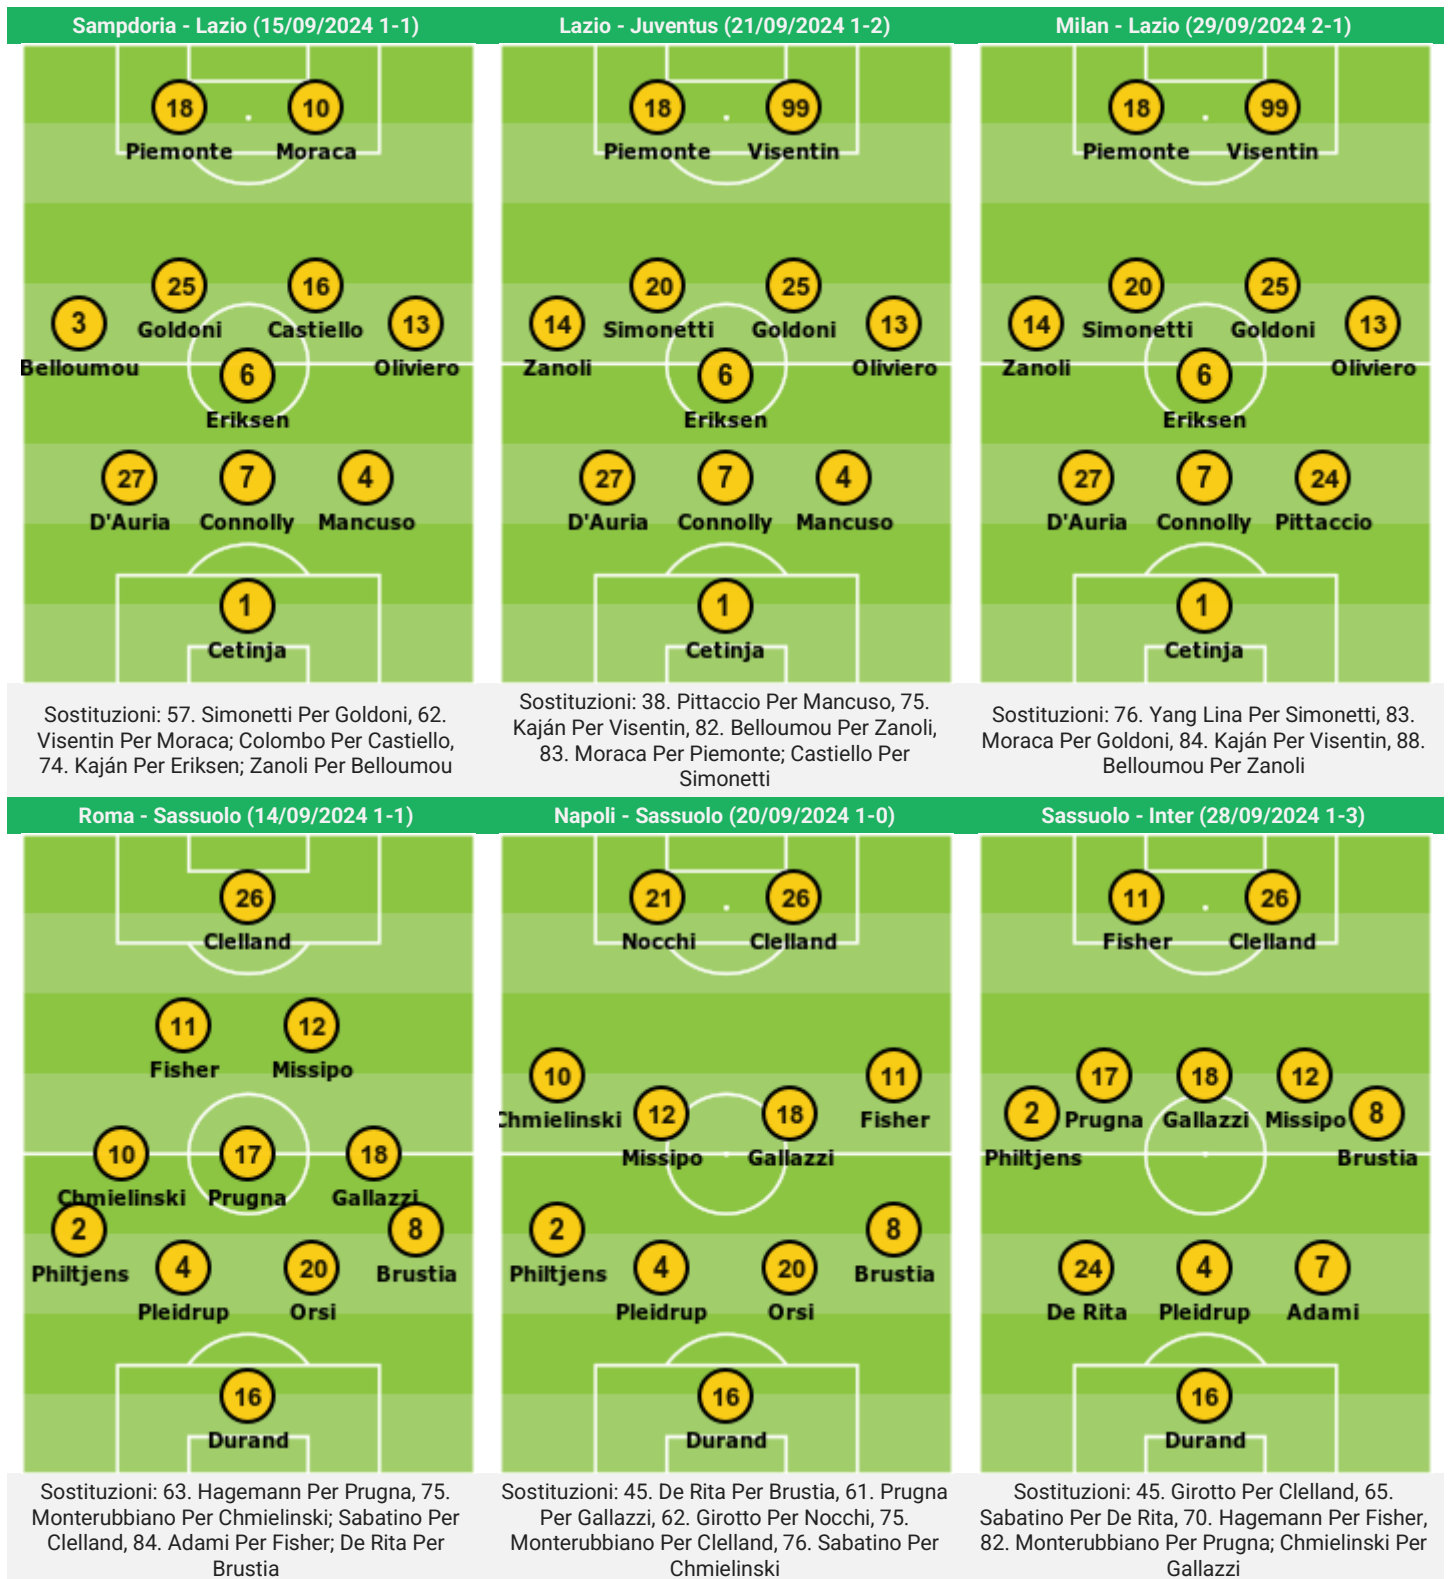 Sampdoria - Lazio (15/09/2024 1-1)
18 10
Piemonte Moraca
25 16
3 Goldoni Castiello 13
Belloumou Oliviero
6
Eriksen
27 7 4
D'Auria Connolly Mancuso
1
Cetinja
Sostituzioni: 57. Simonetti Per Goldoni, 62.
Visentin Per Moraca; Colombo Per Castiello,
74. Kaján Per Eriksen; Zanoli Per Belloumou
Lazio - Juventus (21/09/2024 1-2)
18 99
Piemonte Visentin
20 25
14 Simonetti Goldoni 13
Zanoli Oliviero
6
Eriksen
27 7 4
D'Auria Connolly Mancuso
1
Cetinja
Sostituzioni: 38. Pittaccio Per Mancuso, 75.
Kaján Per Visentin, 82. Belloumou Per Zanoli,
83. Moraca Per Piemonte; Castiello Per
Simonetti
Milan - Lazio (29/09/2024 2-1)
18 99
Piemonte Visentin
20 25
14 Simonetti Goldoni 13
Zanoli Oliviero
6
Eriksen
27 7 24
D'Auria Connolly Pittaccio
1
Cetinja
Sostituzioni: 76. Yang Lina Per Simonetti, 83.
Moraca Per Goldoni, 84. Kaján Per Visentin, 88.
Belloumou Per Zanoli
Roma - Sassuolo (14/09/2024 1-1)
26
Clelland
11 12
Fisher Missipo
10 17 18
Chmielinski Prugna Gallazzi
2 8
Philtjens 4 20 Brustia
Pleidrup Orsi
16
Durand
Sostituzioni: 63. Hagemann Per Prugna, 75.
Monterubbiano Per Chmielinski; Sabatino Per
Clelland, 84. Adami Per Fisher; De Rita Per
Brustia
Napoli - Sassuolo (20/09/2024 1-0)
21 26
Nocchi Clelland
10 11
Chmielinski 12 18 Fisher
Missipo Gallazzi
2 8
Philtjens 4 20 Brustia
Pleidrup Orsi
16
Durand
Sostituzioni: 45. De Rita Per Brustia, 61. Prugna
Per Gallazzi, 62. Girotto Per Nocchi, 75.
Monterubbiano Per Clelland, 76. Sabatino Per
Chmielinski
Sassuolo - Inter (28/09/2024 1-3)
11 26
Fisher Clelland
17 18 12
2 Prugna Gallazzi Missipo 8
Philtjens Brustia
24 4 7
De Rita Pleidrup Adami
16
Durand
Sostituzioni: 45. Girotto Per Clelland, 65.
Sabatino Per De Rita, 70. Hagemann Per Fisher,
82. Monterubbiano Per Prugna; Chmielinski Per
Gallazzi